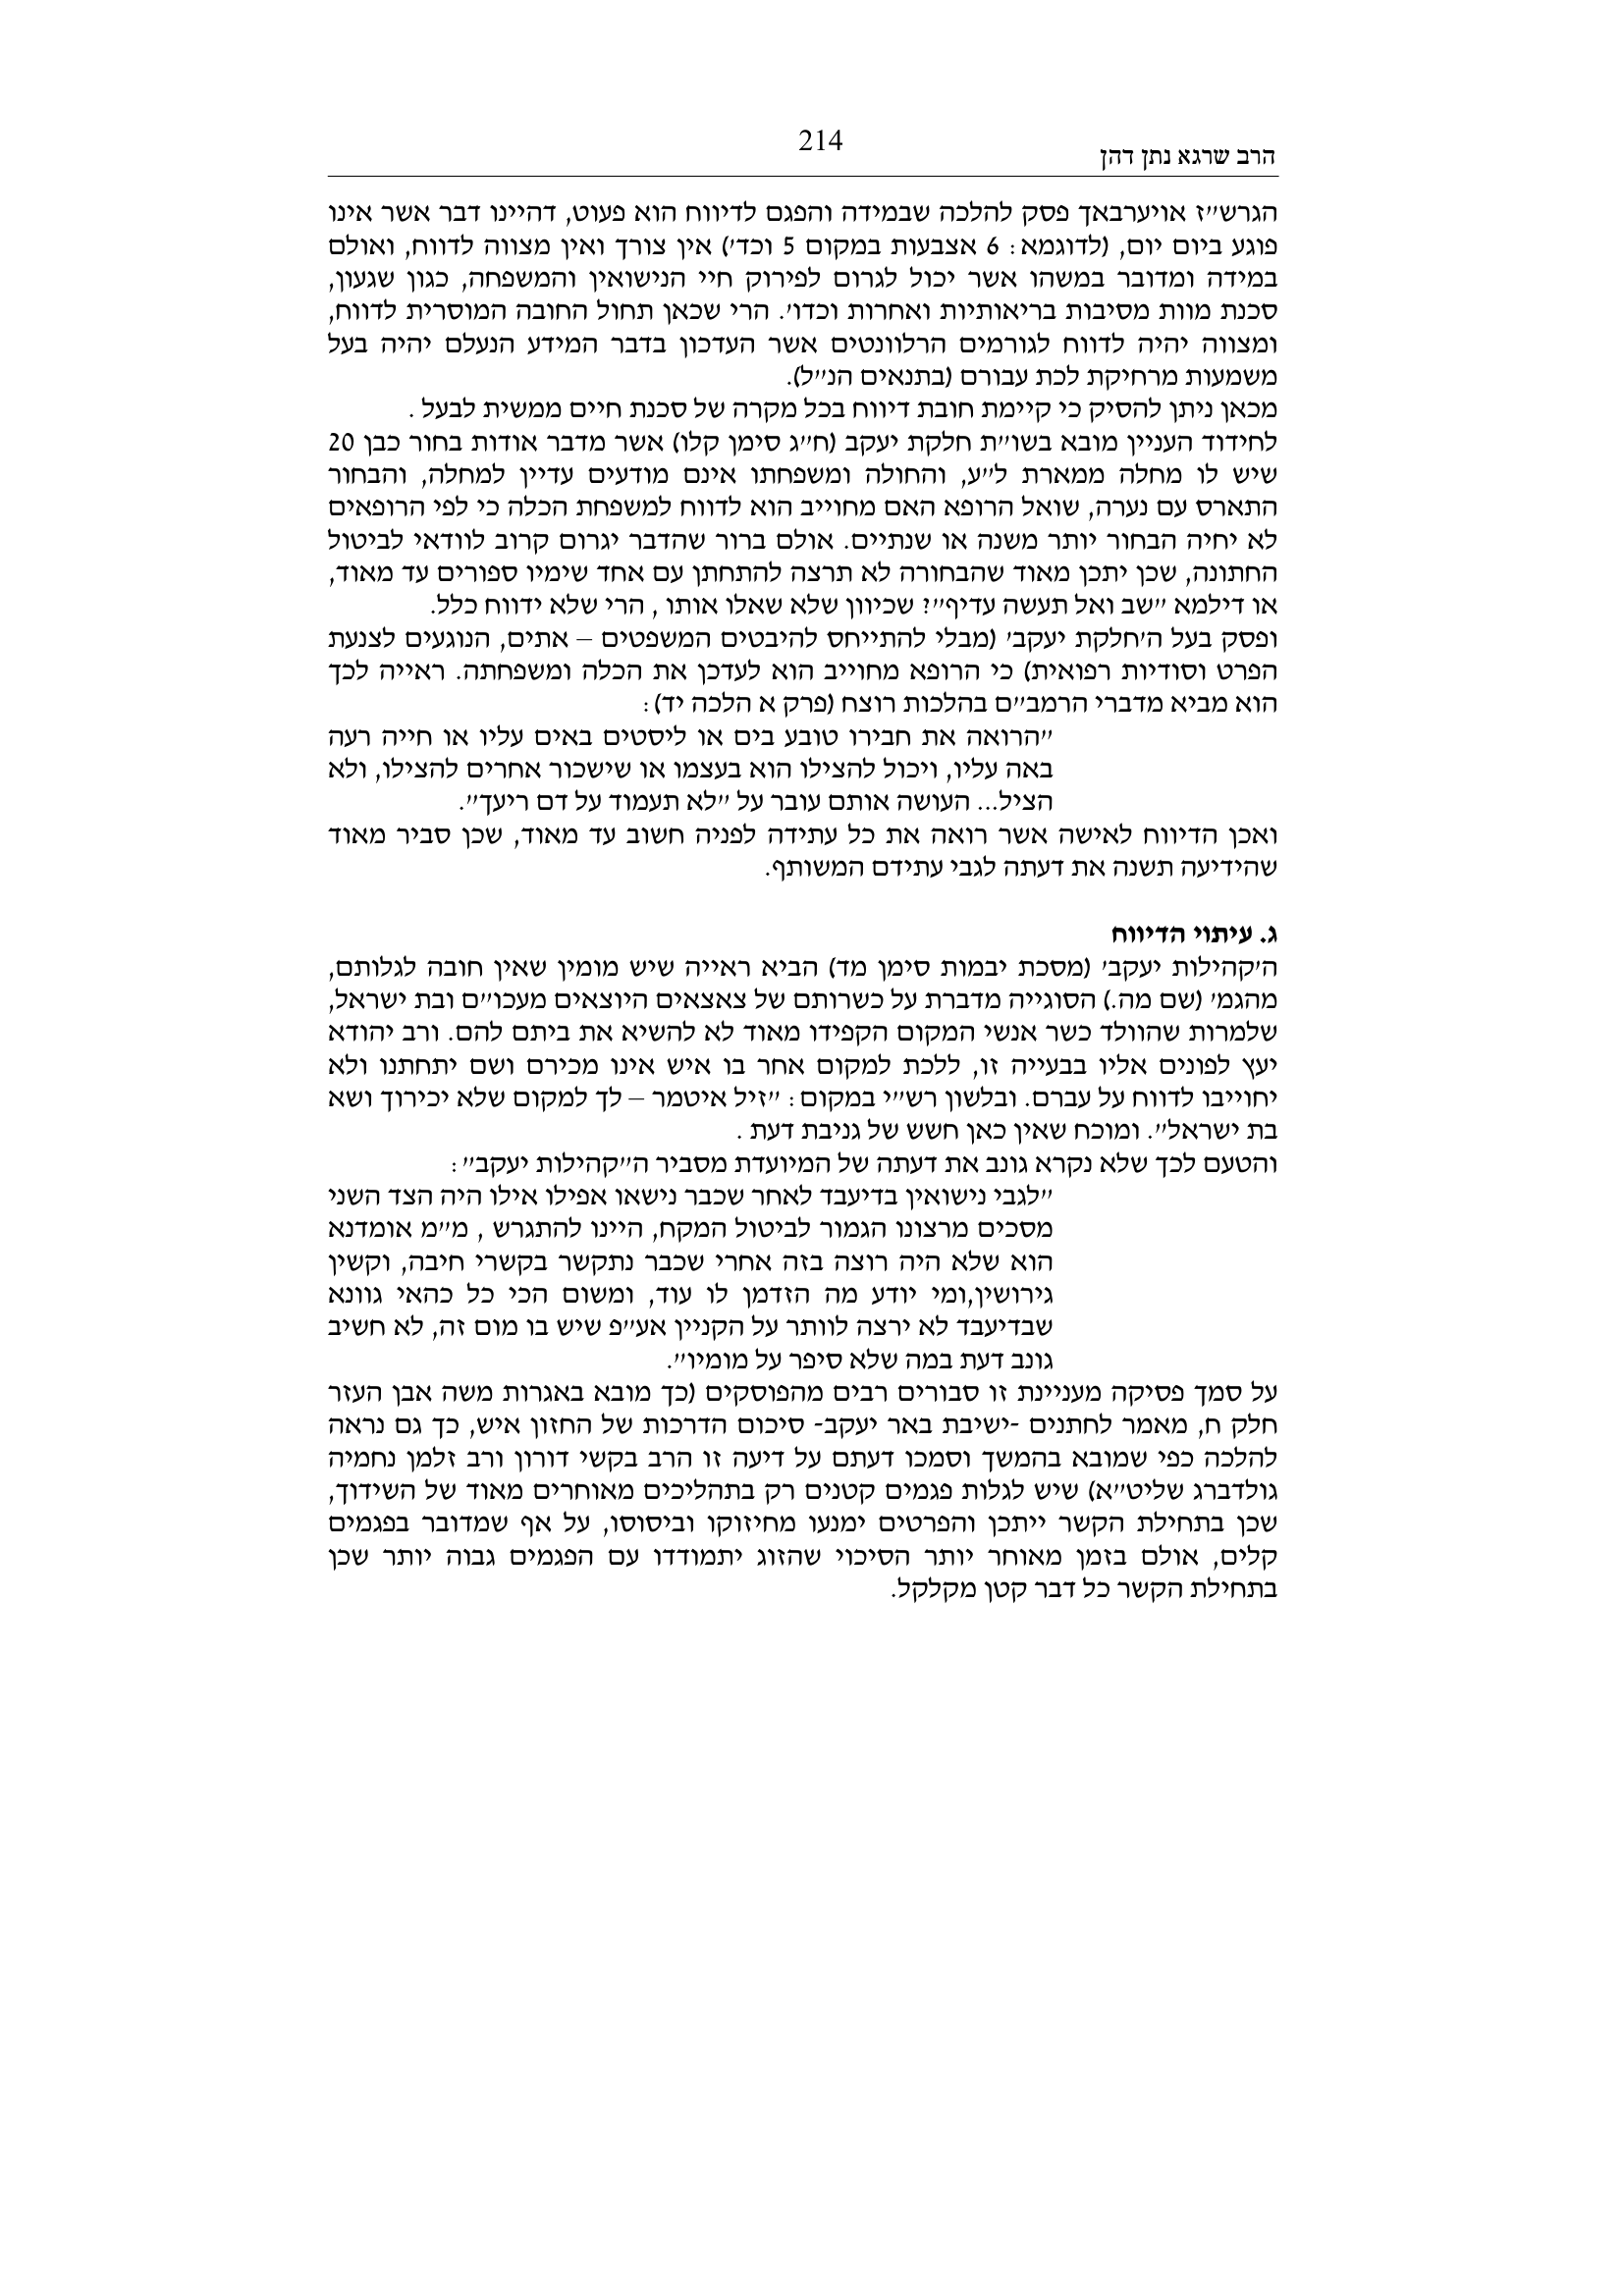 הרב שרגא נתן דהן
214
הגרש״ז אויערבאך פסק להלכה שבמידה והפגם לדיווח הוא פעוט, דהיינו דבר אשר אינו
פוגע ביום יום, (לדוגמא: 6 אצבעות במקום 5 וכד׳) אין צורך ואין מצווה לדווח, ואולם
במידה ומדובר במשהו אשר יכול לגרום לפירוק חיי הנישואין והמשפחה, כגון שגעון,
סכנת מוות מסיבות בריאותיות ואחרות וכדו׳. הרי שכאן תחול החובה המוסרית לדווח,
ומצווה יהיה לדווח לגורמים הרלוונטים אשר העדכון בדבר המידע הנעלם יהיה בעל
משמעות מרחיקת לכת עבורם (בתנאים הנ״ל).
מכאן ניתן להסיק כי קיימת חובת דיווח בכל מקרה של סכנת חיים ממשית לבעל .
לחידוד העניין מובא בשו״ת חלקת יעקב (ח״ג סימן קלו) אשר מדבר אודות בחור כבן 20
שיש לו מחלה ממארת ל״ע, והחולה ומשפחתו אינם מודעים עדיין למחלה, והבחור
התארס עם נערה, שואל הרופא האם מחוייב הוא לדווח למשפחת הכלה כי לפי הרופאים
לא יחיה הבחור יותר משנה או שנתיים. אולם ברור שהדבר יגרום קרוב לוודאי לביטול
החתונה, שכן יתכן מאוד שהבחורה לא תרצה להתחתן עם אחד שימיו ספורים עד מאוד,
או דילמא ״שב ואל תעשה עדיף״? שכיוון שלא שאלו אותו , הרי שלא ידווח כלל.
ופסק בעל ה׳חלקת יעקב׳ (מבלי להתייחס להיבטים המשפטים – אתים, הנוגעים לצנעת
הפרט וסודיות רפואית) כי הרופא מחוייב הוא לעדכן את הכלה ומשפחתה. ראייה לכך
הוא מביא מדברי הרמב״ם בהלכות רוצח (פרק א הלכה יד):
״הרואה את חבירו טובע בים או ליסטים באים עליו או חייה רעה
באה עליו, ויכול להצילו הוא בעצמו או שישכור אחרים להצילו, ולא
הציל... העושה אותם עובר על ״לא תעמוד על דם ריעך״.
ואכן הדיווח לאישה אשר רואה את כל עתידה לפניה חשוב עד מאוד, שכן סביר מאוד
שהידיעה תשנה את דעתה לגבי עתידם המשותף.
ג. עיתוי הדיווח
ה׳קהילות יעקב׳ (מסכת יבמות סימן מד) הביא ראייה שיש מומין שאין חובה לגלותם,
מהגמ׳ (שם מה.) הסוגייה מדברת על כשרותם של צאצאים היוצאים מעכו״ם ובת ישראל,
שלמרות שהוולד כשר אנשי המקום הקפידו מאוד לא להשיא את ביתם להם. ורב יהודא
יעץ לפונים אליו בבעייה זו, ללכת למקום אחר בו איש אינו מכירם ושם יתחתנו ולא
יחוייבו לדווח על עברם. ובלשון רש״י במקום: ״זיל איטמר – לך למקום שלא יכירוך ושא
בת ישראל״. ומוכח שאין כאן חשש של גניבת דעת .
והטעם לכך שלא נקרא גונב את דעתה של המיועדת מסביר ה״קהילות יעקב״:
״לגבי נישואין בדיעבד לאחר שכבר נישאו אפילו אילו היה הצד השני
מסכים מרצונו הגמור לביטול המקח, היינו להתגרש , מ״מ אומדנא
הוא שלא היה רוצה בזה אחרי שכבר נתקשר בקשרי חיבה, וקשין
גירושין,ומי יודע מה הזדמן לו עוד, ומשום הכי כל כהאי גוונא
שבדיעבד לא ירצה לוותר על הקניין אע״פ שיש בו מום זה, לא חשיב
גונב דעת במה שלא סיפר על מומיו״.
על סמך פסיקה מעניינת זו סבורים רבים מהפוסקים (כך מובא באגרות משה אבן העזר
חלק ח, מאמר לחתנים -ישיבת באר יעקב- סיכום הדרכות של החזון איש, כך גם נראה
להלכה כפי שמובא בהמשך וסמכו דעתם על דיעה זו הרב בקשי דורון ורב זלמן נחמיה
גולדברג שליט״א) שיש לגלות פגמים קטנים רק בתהליכים מאוחרים מאוד של השידוך,
שכן בתחילת הקשר ייתכן והפרטים ימנעו מחיזוקו וביסוסו, על אף שמדובר בפגמים
קלים, אולם בזמן מאוחר יותר הסיכוי שהזוג יתמודדו עם הפגמים גבוה יותר שכן
בתחילת הקשר כל דבר קטן מקלקל.